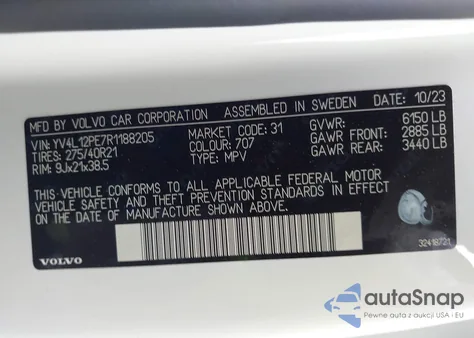 MFD BY VOLVO CAR CORPORATION ASSEMBLED IN SWEDEN 10/23
VIN: YV4L12PE7R1188205 MARKET CODE: 31 GVWR: 6150 LB
TIRES: 275/40R21 COLOUR: 707 GAWR FRONT: 2885 LB
RIM: 9Jx21x38.5 TYPE: MPV GAWR REAR: 3440 LB
THIS VEHICLE CONFORMS TO ALL APPLICABLE FEDERAL MOTOR
VEHICLE SAFETY AND THEFT PREVENTION STANDARDS IN EFFECT
ON THE DATE OF MANUFACTURE SHOWN ABOVE.
VOLVO
32418721
autoSnap
Pewne auta z aukcji USA i EU